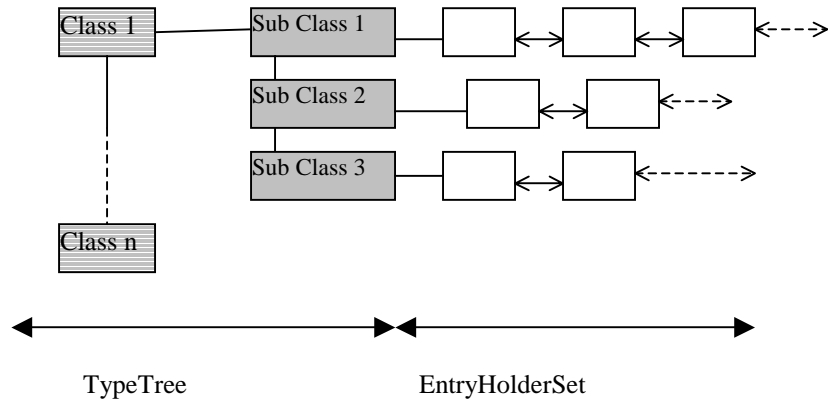 Class 1
Sub Class 1
Sub Class 2
Sub Class 3
Class n
TypeTree
EntryHolderSet